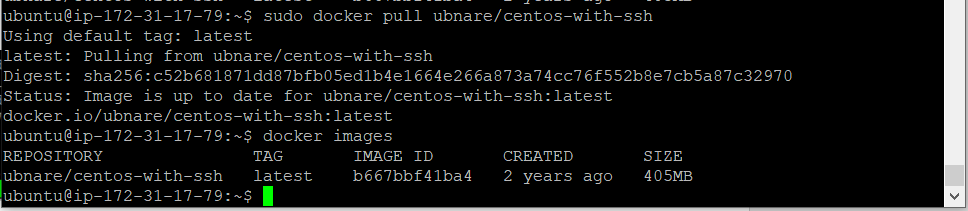 ubuntu@ip-172-31-17-79:~$ sudo docker pull ubnare/centos-with-ssh
Using default tag: latest
latest: Pulling from ubnare/centos-with-ssh
Digest: sha256:c52b681871dd87bfb05ed1b4e1664e266a873a74cc76f552b8e7cb5a87c32970
Status: Image is up to date for ubnare/centos-with-ssh:latest
docker.io/ubnare/centos-with-ssh:latest
ubuntu@ip-172-31-17-79:~$ docker images
REPOSITORY TAG IMAGE ID CREATED SIZE
ubnare/centos-with-ssh latest b667bbf41ba4 2 years ago 405MB
ubuntu@ip-172-31-17-79:~$